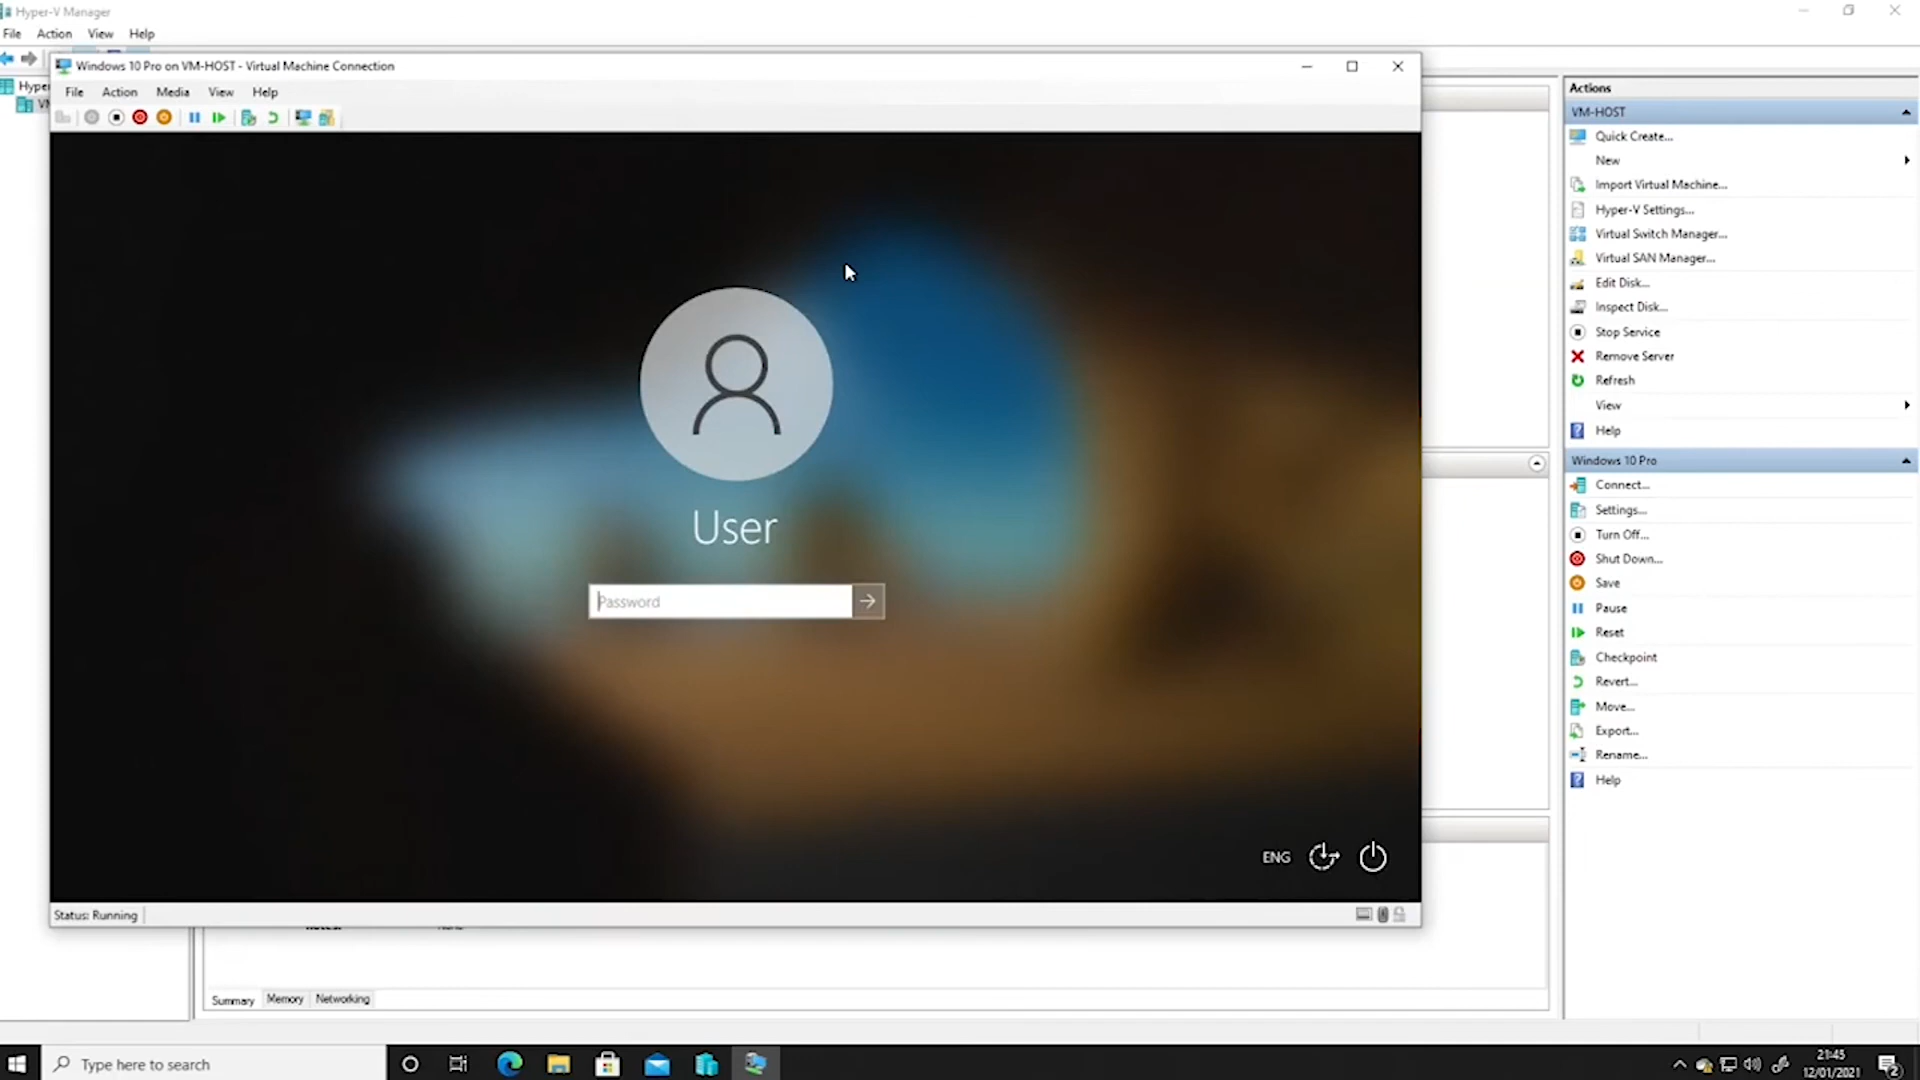 Hyper-V Manager
File Action View Help
Windows 10 Pro on VM-HOST - Virtual Machine Connection
File Action Media View Help
User
Password
ENG
Status: Running
Summary Memory Networking
Actions
VM-HOST
Quick Create...
New
Import Virtual Machine...
Hyper-V Settings...
Virtual Switch Manager...
Virtual SAN Manager...
Edit Disk...
Inspect Disk...
Stop Service
Remove Server
Refresh
View
Help
Windows 10 Pro
Connect...
Settings...
Turn Off...
Shut Down...
Save
Pause
Reset
Checkpoint
Revert...
Move...
Export...
Rename...
Help
Type here to search
21:45
12/01/2021
2